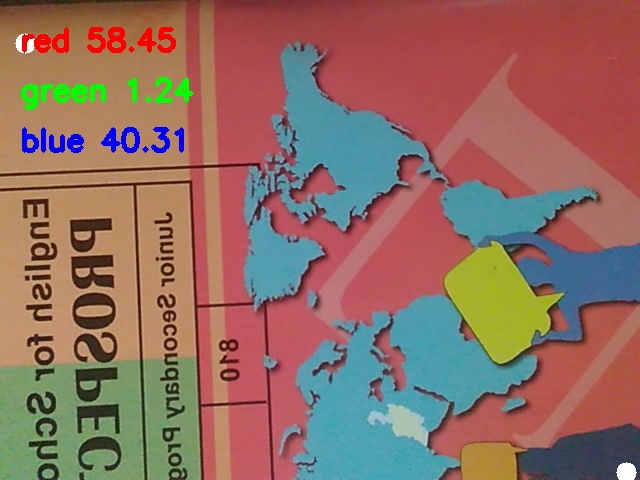 red 58.45
green 1.24
blue 40.31
PROSPEC
English for Scho
Junior Secondary Prog
810